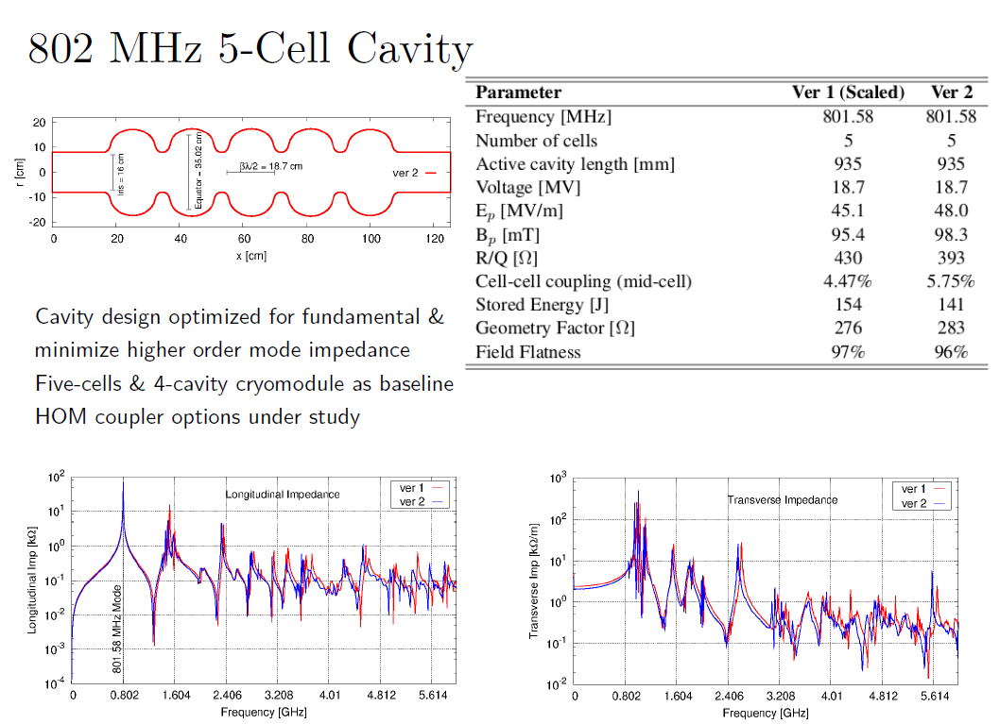 802 MHz 5-Cell Cavity
Parameter Ver 1 (Scaled) Ver 2
Frequency [MHz] 801.58 801.58
Number of cells 5 5
Active cavity length [mm] 935 935
Voltage [MV] 18.7 18.7
Ep [MV/m] 45.1 48.0
Bp [mT] 95.4 98.3
R/Q [Ω] 430 393
Cell-cell coupling (mid-cell) 4.47% 5.75%
Stored Energy [J] 154 141
Geometry Factor [Ω] 276 283
Field Flatness 97% 96%
20
10
0
-10
-20
r [cm]
Iris = 16 cm
Equator = 35.02 cm
βλ/2 = 18.7 cm
ver 2
0 20 40 60 80 100 120
x [cm]
Cavity design optimized for fundamental &
minimize higher order mode impedance
Five-cells & 4-cavity cryomodule as baseline
HOM coupler options under study
10^2
10^1
10^0
10^-1
10^-2
10^-3
10^-4
Longitudinal Imp [kΩ]
Longitudinal Impedance
ver 1
ver 2
801.58 MHz Mode
0 0.802 1.604 2.406 3.208 4.01 4.812 5.614
Frequency [GHz]
10^3
10^2
10^1
10^0
10^-1
10^-2
Transverse Imp [kΩ/m]
Transverse Impedance
ver 1
ver 2
0 0.802 1.604 2.406 3.208 4.01 4.812 5.614
Frequency [GHz]